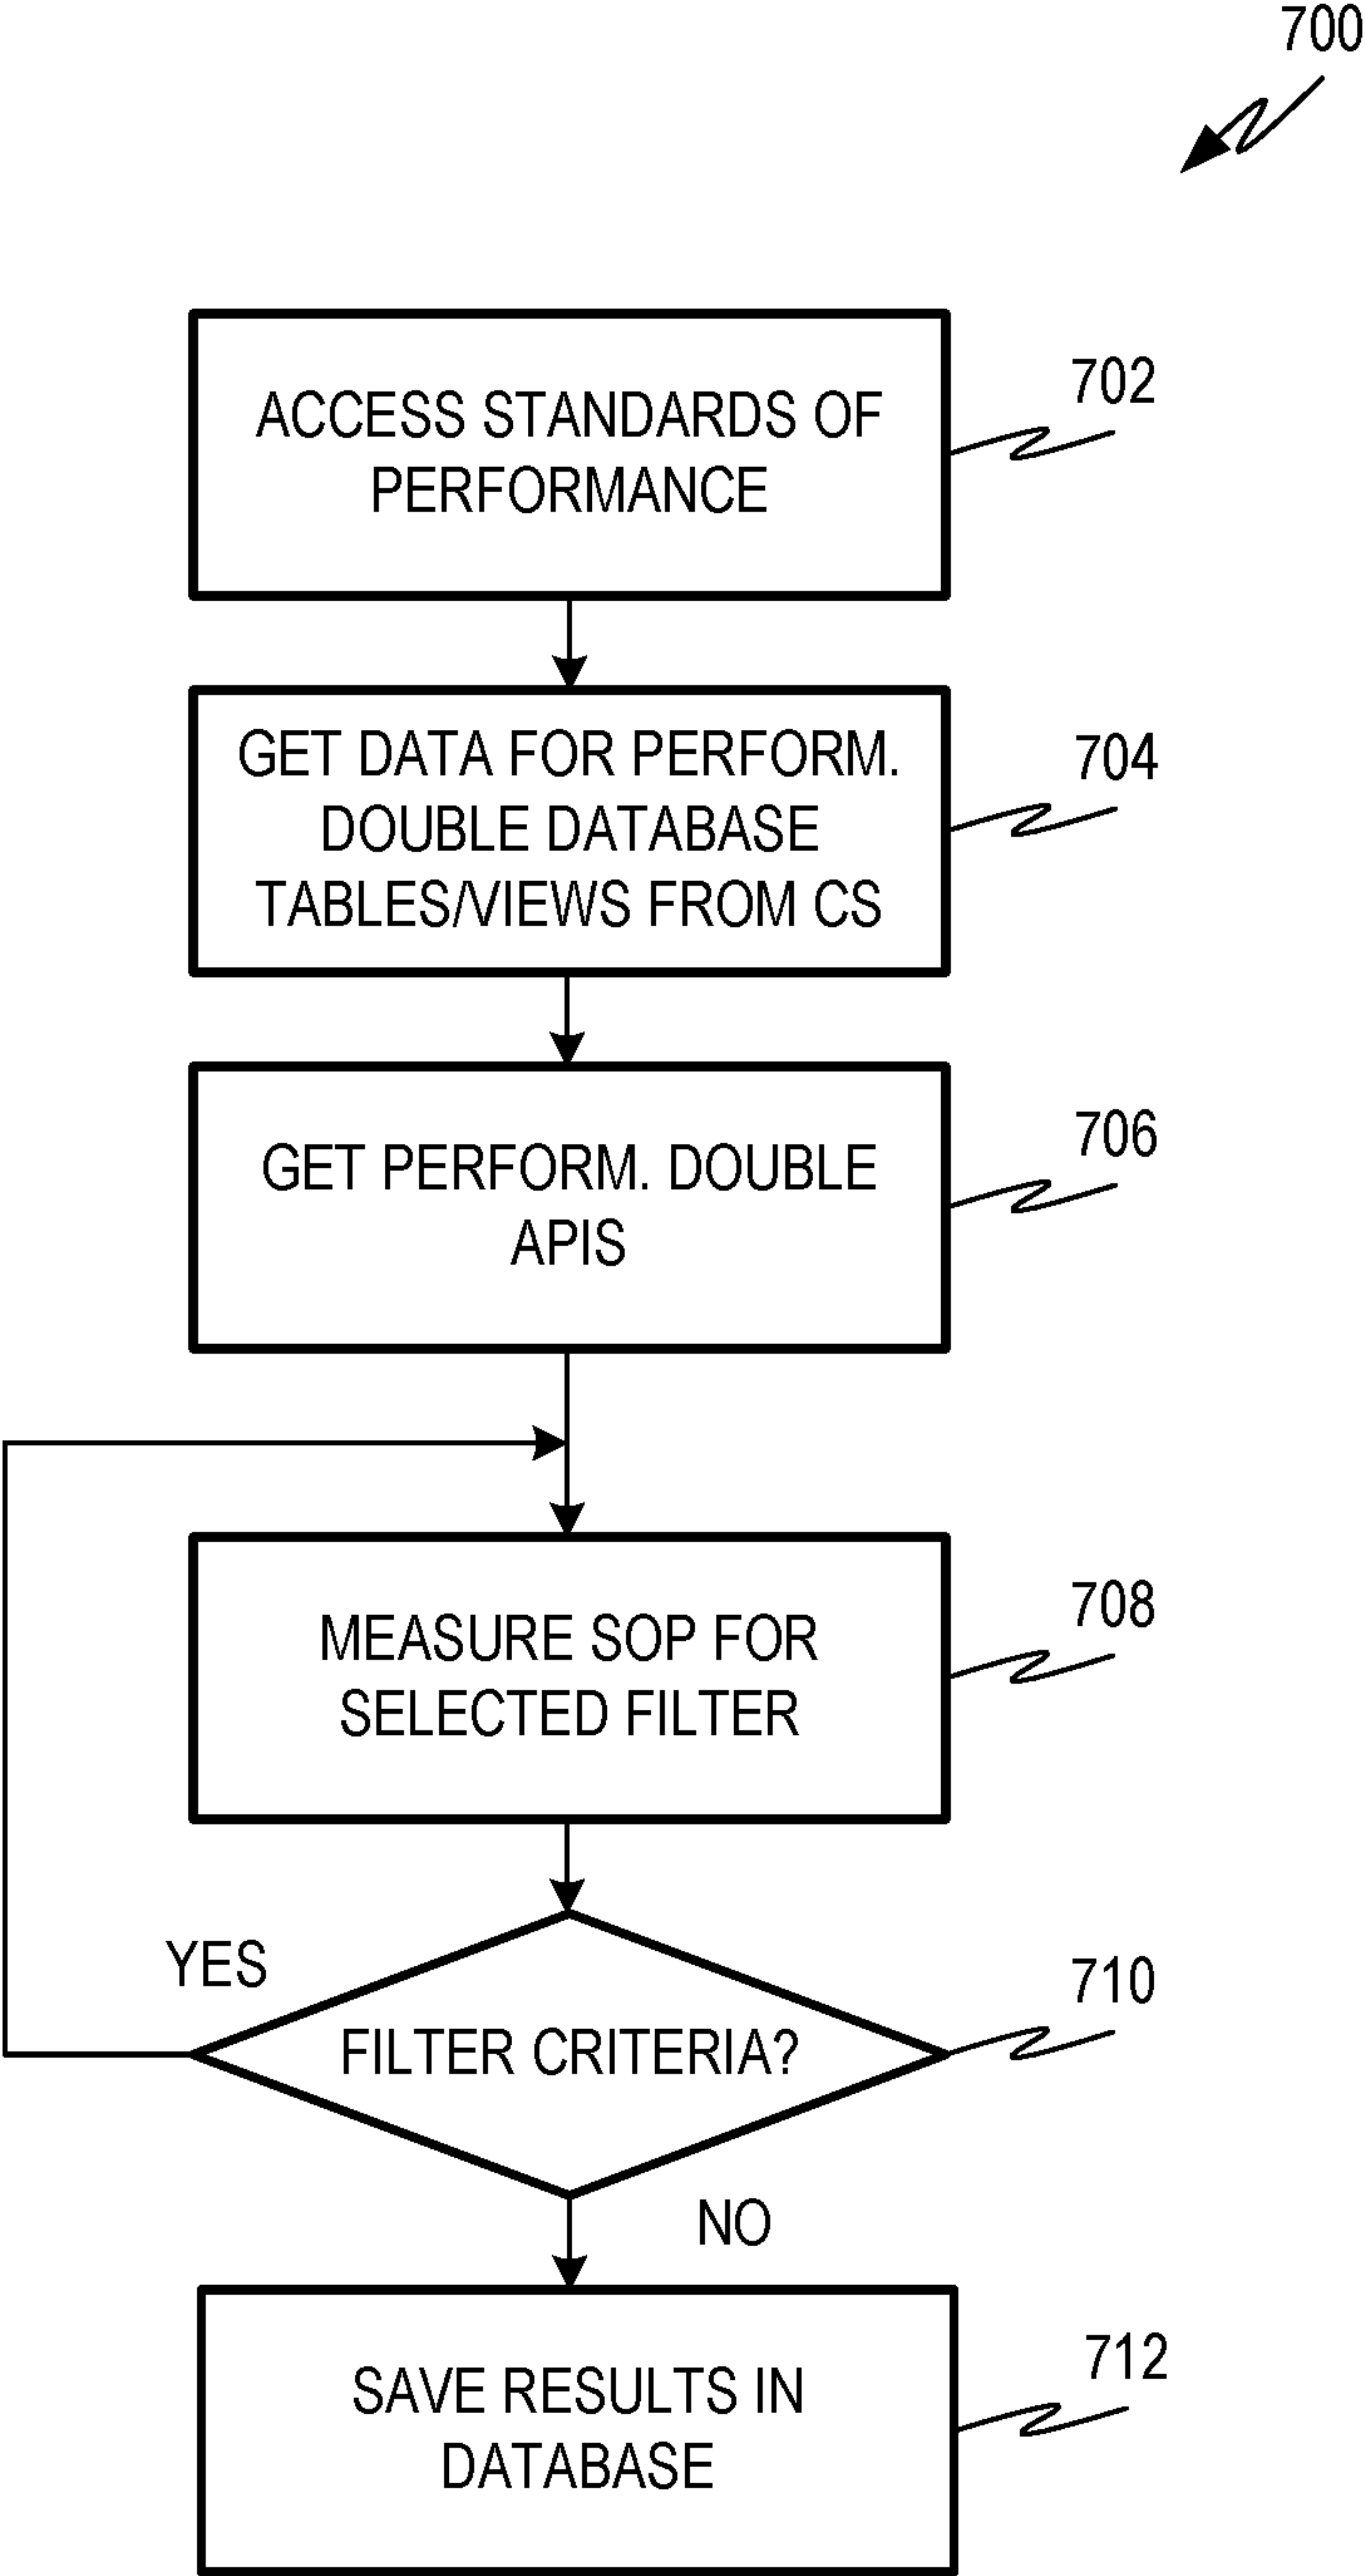 700
ACCESS STANDARDS OF
PERFORMANCE
702
GET DATA FOR PERFORM.
DOUBLE DATABASE
TABLES/VIEWS FROM CS
704
GET PERFORM. DOUBLE
APIS
706
MEASURE SOP FOR
SELECTED FILTER
708
YES
FILTER CRITERIA?
710
NO
SAVE RESULTS IN
DATABASE
712